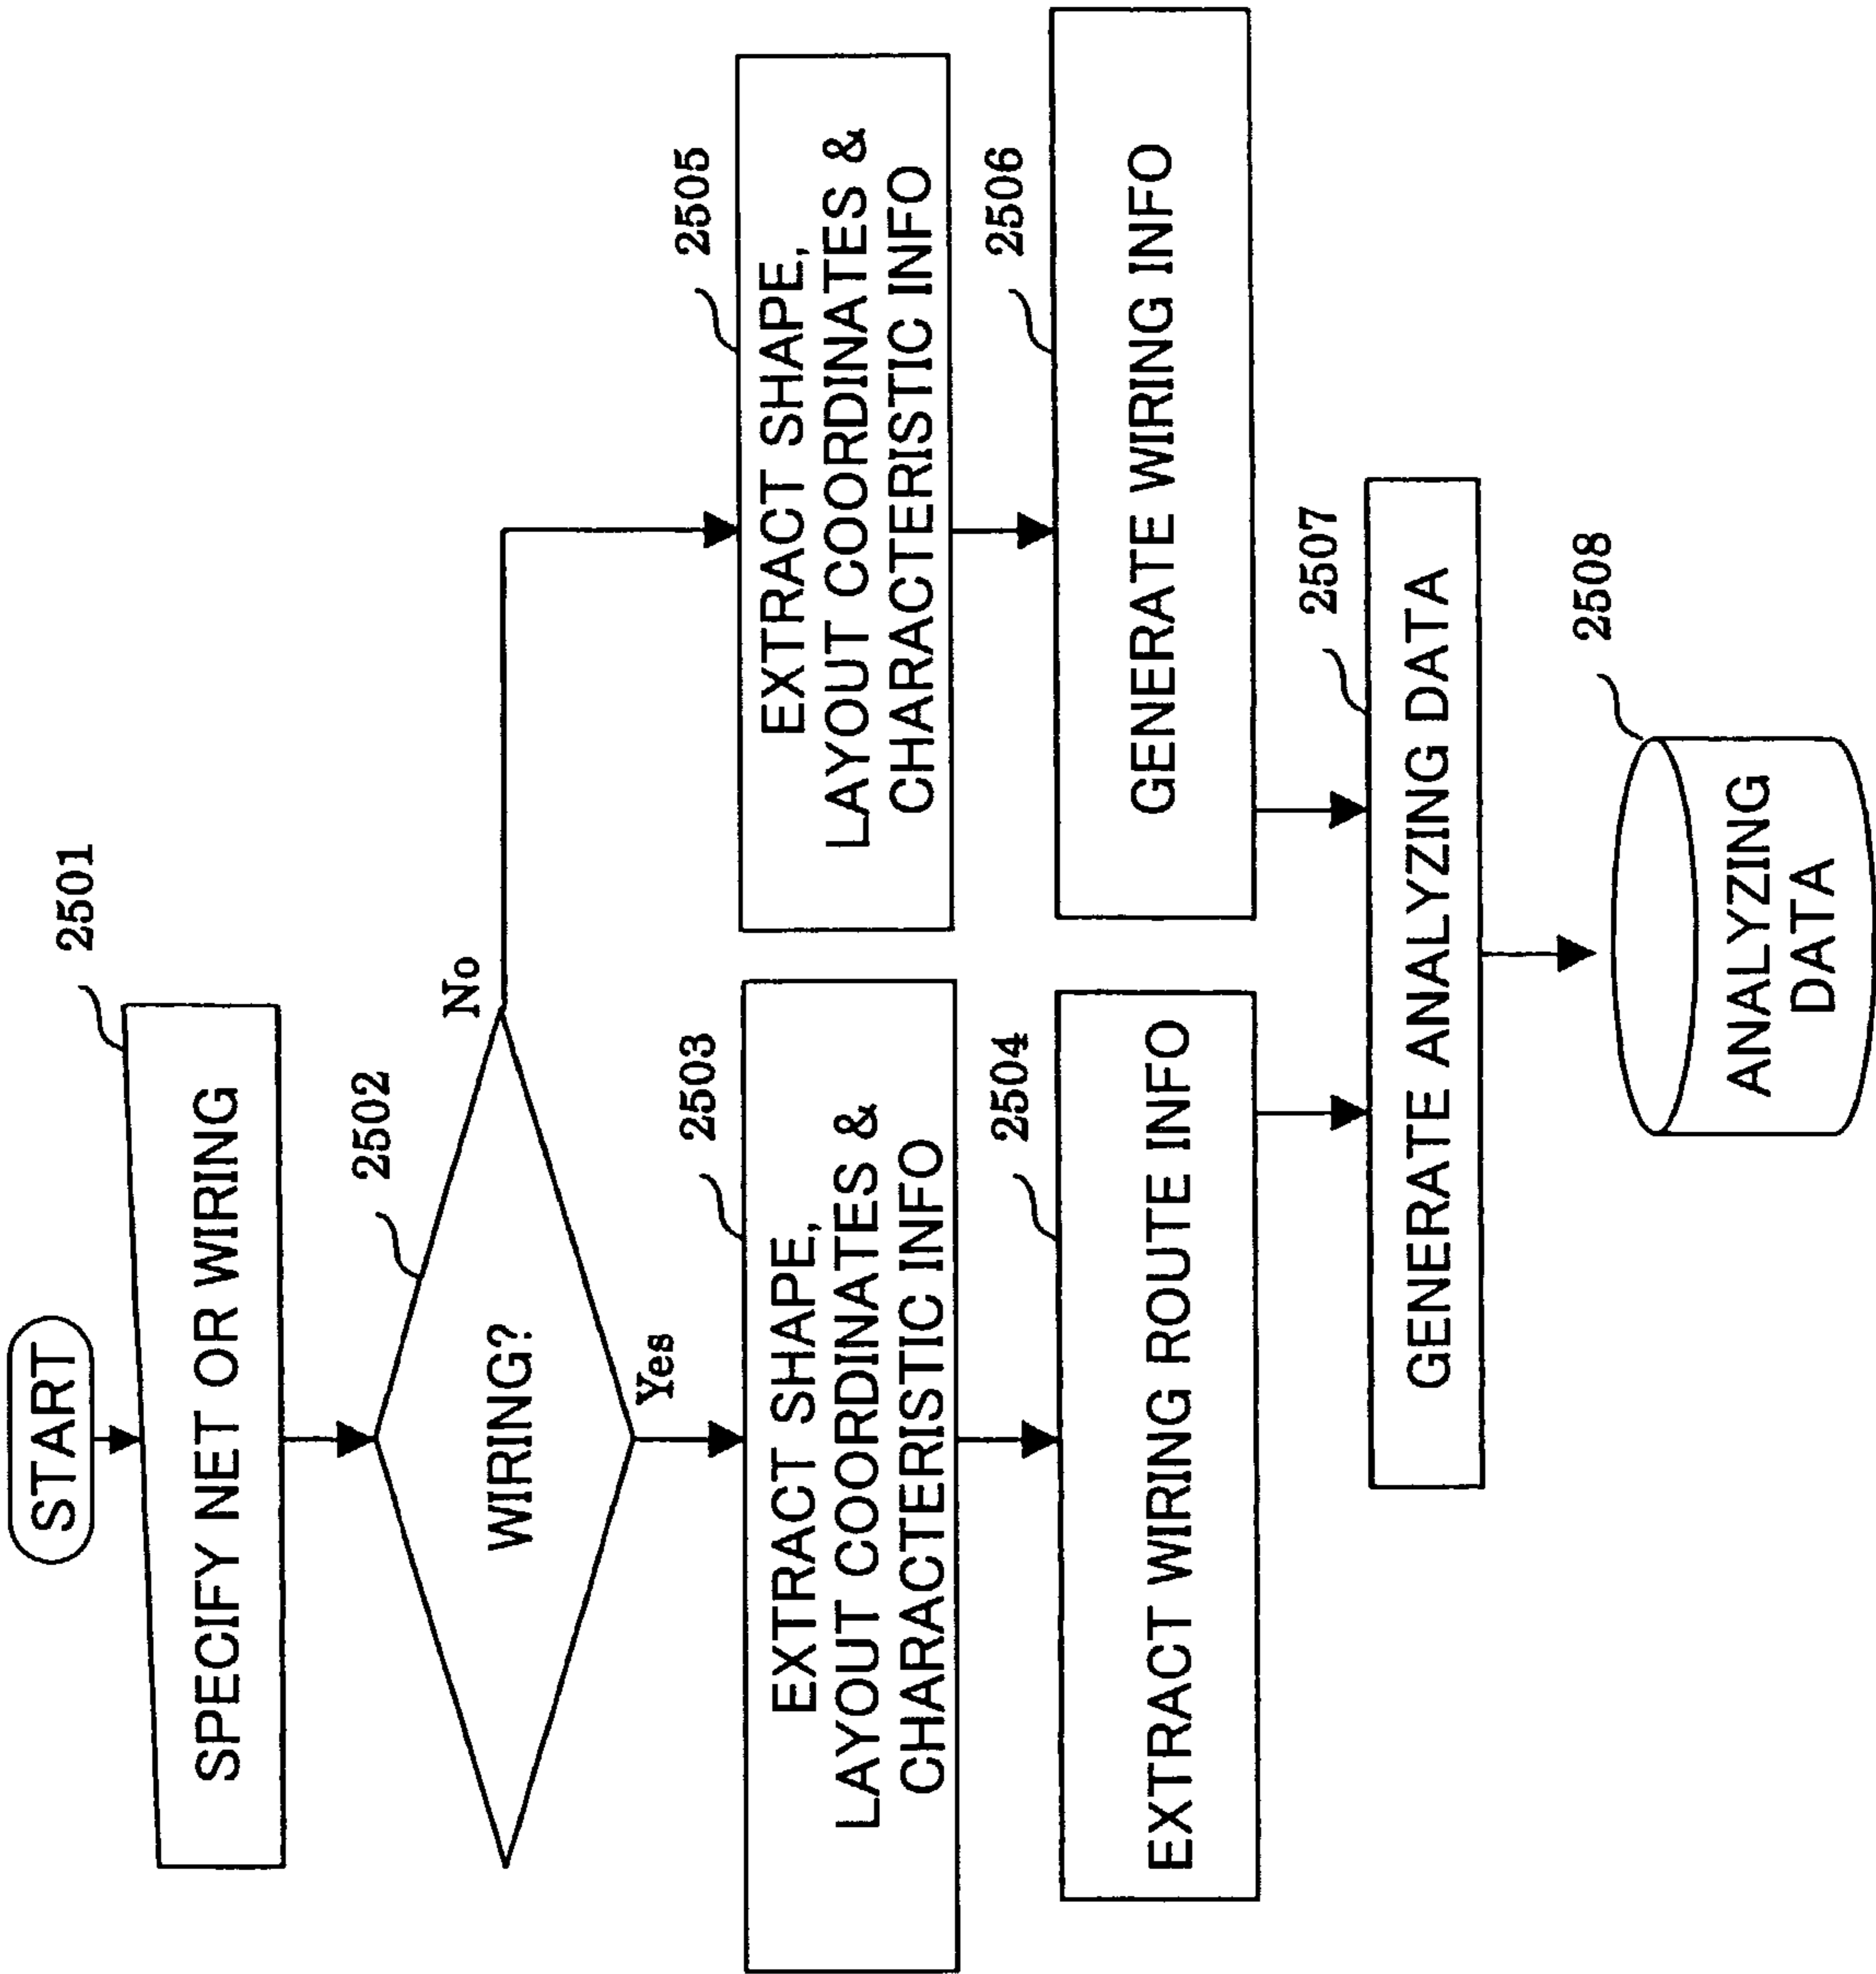 START
2501
SPECIFY NET OR WIRING
2502
WIRING?
No
Yes
2503
EXTRACT SHAPE,
LAYOUT COORDINATES &
CHARACTERISTIC INFO
2505
EXTRACT SHAPE,
LAYOUT COORDINATES &
CHARACTERISTIC INFO
2504
EXTRACT WIRING ROUTE INFO
2506
GENERATE WIRING INFO
2507
GENERATE ANALYZING DATA
2508
ANALYZING
DATA